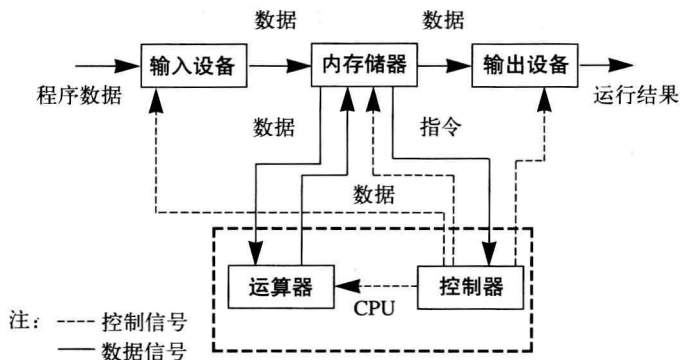 数据
数据
输入设备
内存储器
输出设备
程序数据
运行结果
数据
指令
数据
运算器
控制器
CPU
注： ---- 控制信号
—— 数据信号